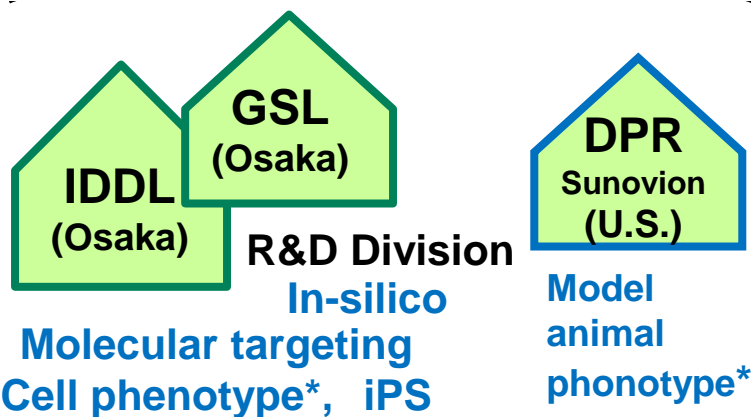 GSL
(Osaka)
IDDL
(Osaka)
DPR
Sunovion
(U.S.)
R&D Division
In-silico
Molecular targeting
Cell phenotype*, iPS
Model
animal
phonotype*